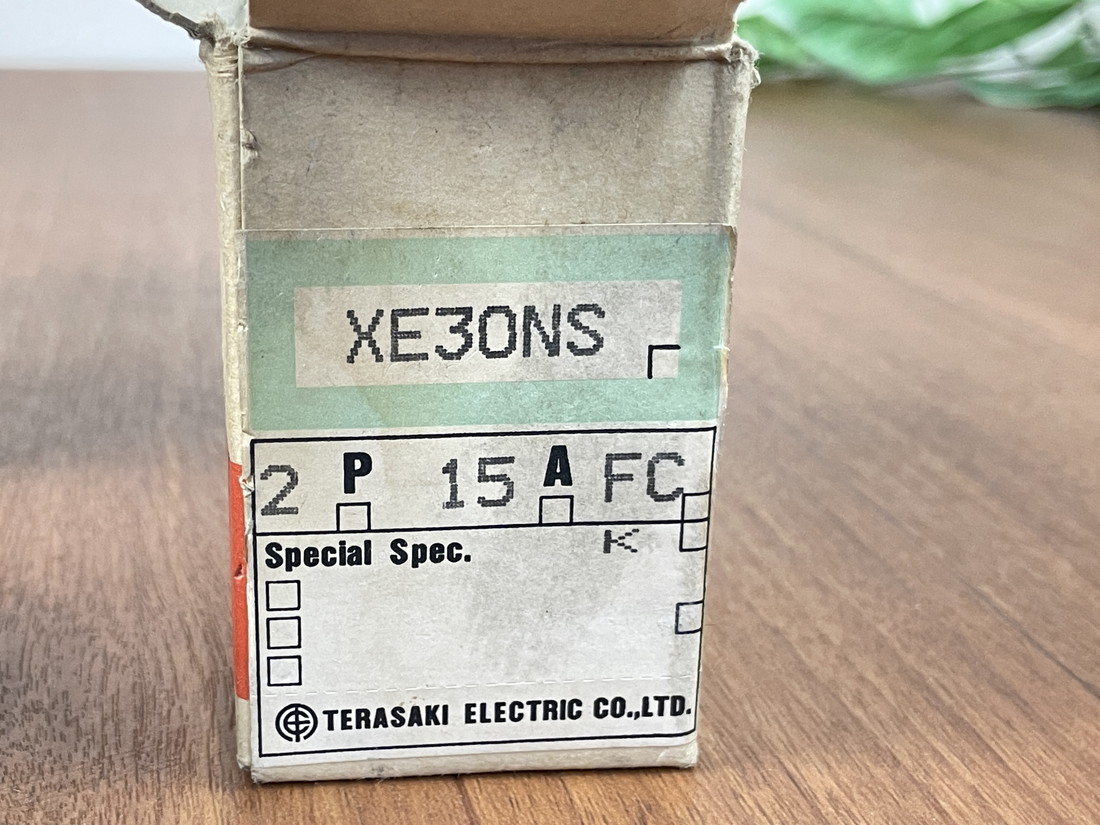 XE30NS
2 P 15 A FC
K
Special Spec.
TERASAKI ELECTRIC CO.,LTD.